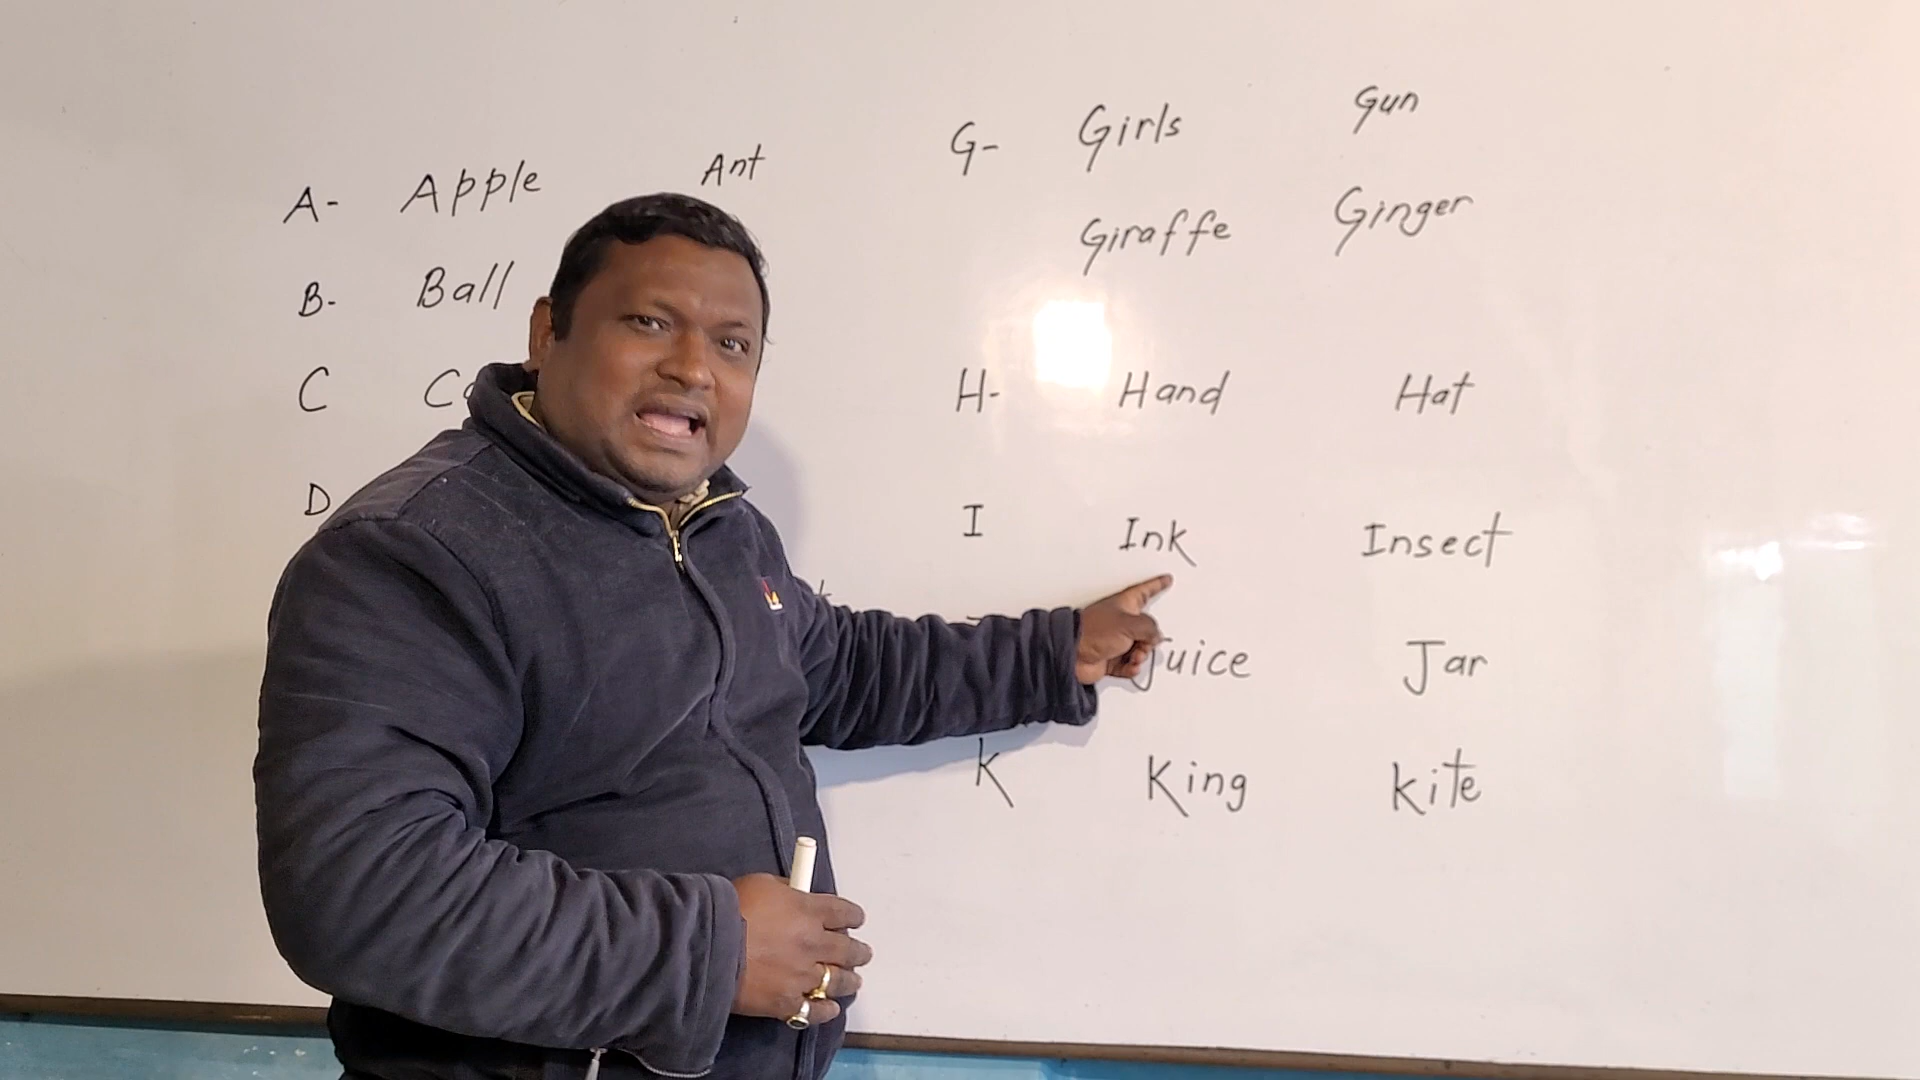 A- Apple Ant
B- Ball
C
D
G- Girls Gun
Giraffe Ginger
H- Hand Hat
I Ink Insect
Juice Jar
K King Kite